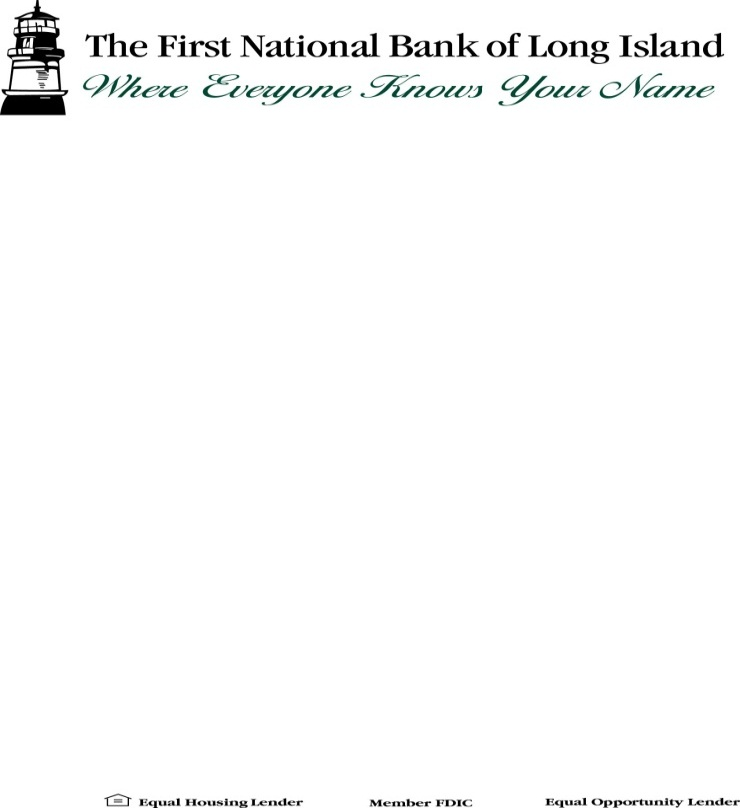 The First National Bank of Long Island
Where Everyone Knows Your Name
Equal Housing Lender Member FDIC Equal Opportunity Lender